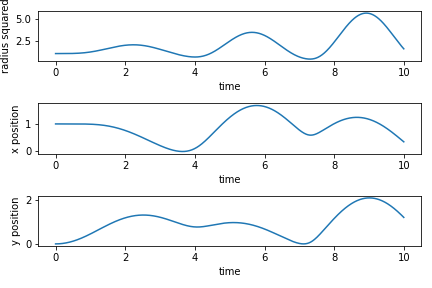 radius squared
5.0
2.5
0 2 4 6 8 10
time
x position
1
0
0 2 4 6 8 10
time
y position
2
0
0 2 4 6 8 10
time